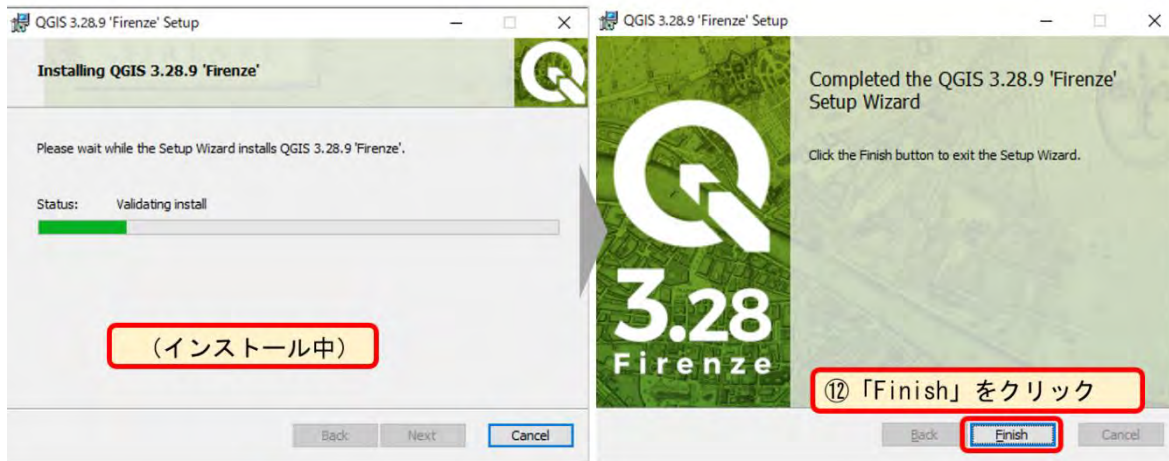 QGIS 3.28.9 'Firenze' Setup
Installing QGIS 3.28.9 'Firenze'
Please wait while the Setup Wizard installs QGIS 3.28.9 'Firenze'.
Status: Validating install
（インストール中）
Back Next Cancel
QGIS 3.28.9 'Firenze' Setup
Completed the QGIS 3.28.9 'Firenze'
Setup Wizard
Click the Finish button to exit the Setup Wizard.
3.28
Firenze
⑫「Finish」をクリック
Back Finish Cancel